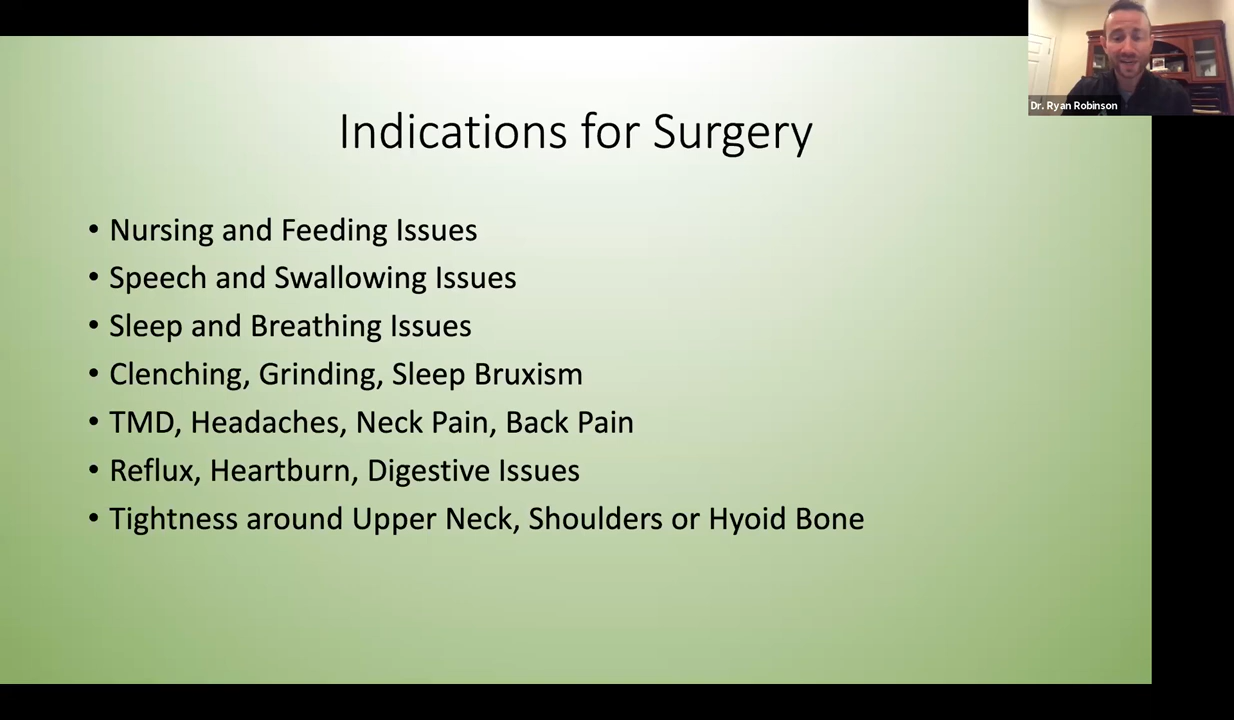 Dr. Ryan Robinson
Indications for Surgery
• Nursing and Feeding Issues
• Speech and Swallowing Issues
• Sleep and Breathing Issues
• Clenching, Grinding, Sleep Bruxism
• TMD, Headaches, Neck Pain, Back Pain
• Reflux, Heartburn, Digestive Issues
• Tightness around Upper Neck, Shoulders or Hyoid Bone